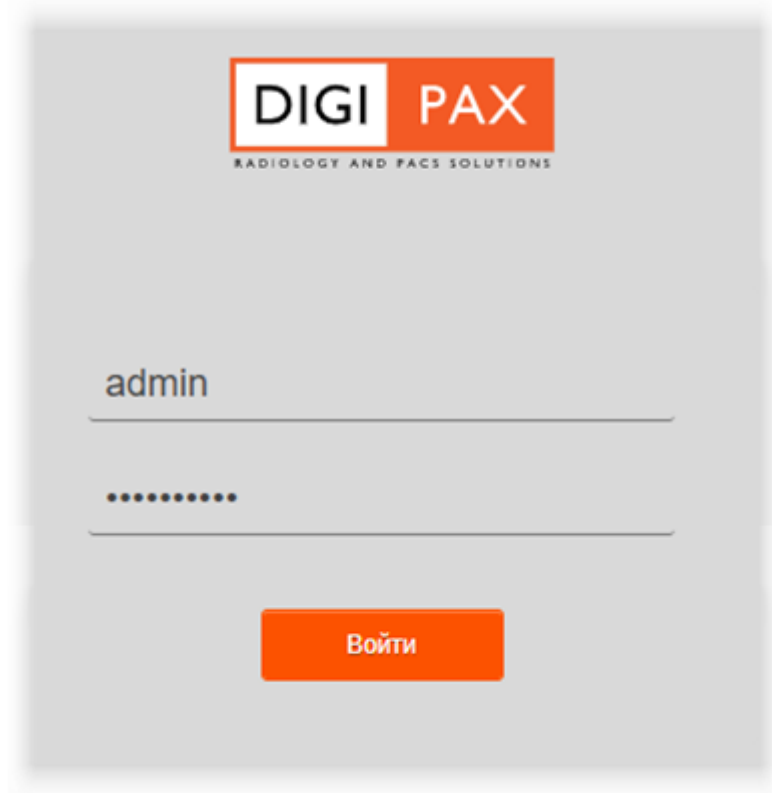 DIGI PAX
RADIOLOGY AND PACS SOLUTIONS
admin
••••••••••
Войти